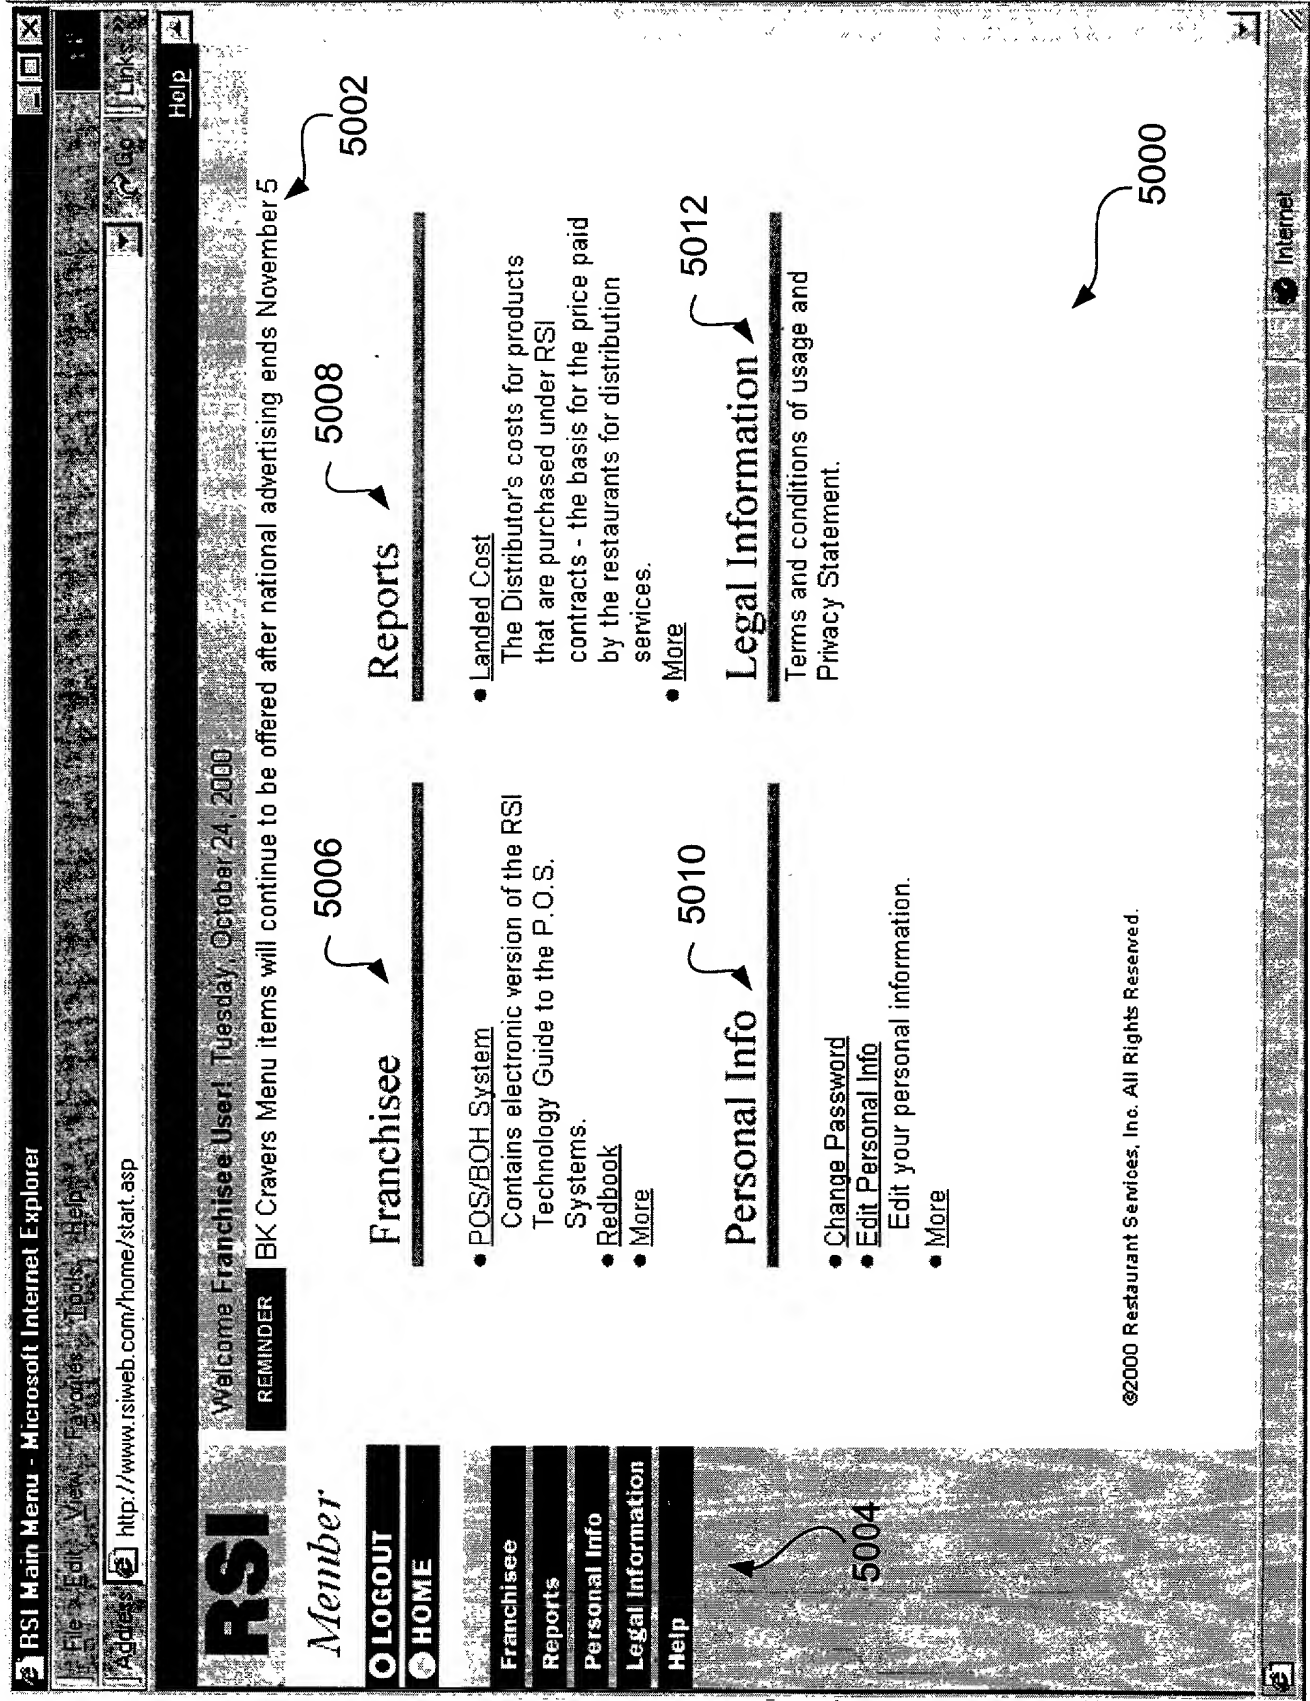 RSI Main Menu - Microsoft Internet Explorer
File Edit View Favorites Tools Help
Address http://www.rsiweb.com/home/start.asp Go Links »
Help
RSI
Welcome Franchisee User! Tuesday, October 24, 2000
REMINDER BK Cravers Menu items will continue to be offered after national advertising ends November 5
5002
Member
LOGOUT
HOME
Franchisee
Reports
Personal Info
Legal Information
Help
5004
Franchisee
5006
• POS/BOH System
Contains electronic version of the RSI
Technology Guide to the P.O.S.
Systems.
• Redbook
• More
Reports
5008
• Landed Cost
The Distributor's costs for products
that are purchased under RSI
contracts - the basis for the price paid
by the restaurants for distribution
services.
• More
Personal Info
5010
• Change Password
• Edit Personal Info
Edit your personal information.
• More
Legal Information
5012
Terms and conditions of usage and
Privacy Statement.
5000
©2000 Restaurant Services, Inc. All Rights Reserved.
Internet